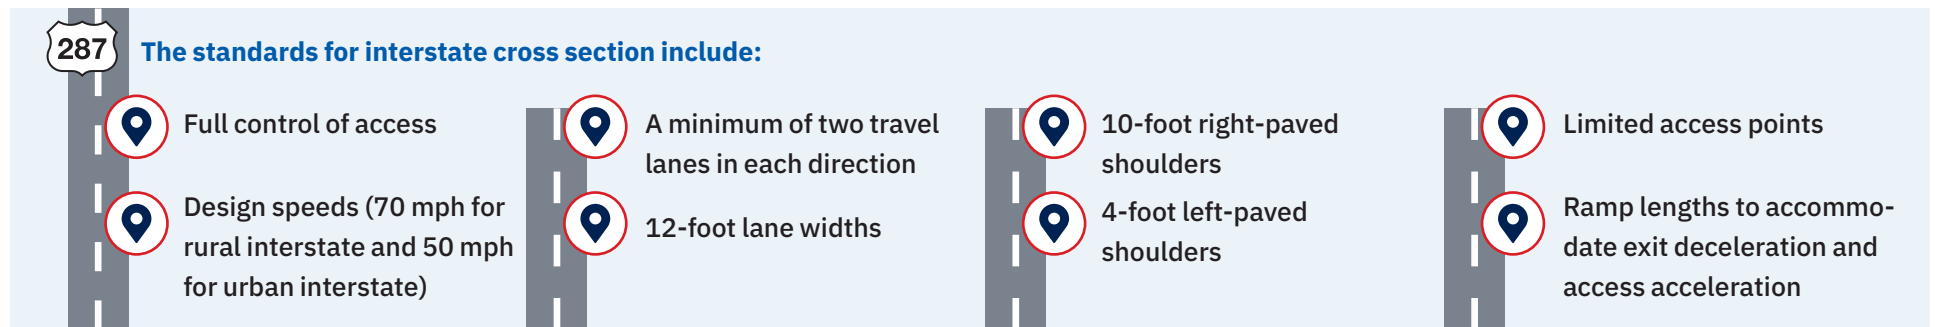 287
The standards for interstate cross section include:
Full control of access
Design speeds (70 mph for
rural interstate and 50 mph
for urban interstate)
A minimum of two travel
lanes in each direction
12-foot lane widths
10-foot right-paved
shoulders
4-foot left-paved
shoulders
Limited access points
Ramp lengths to accommo-
date exit deceleration and
access acceleration